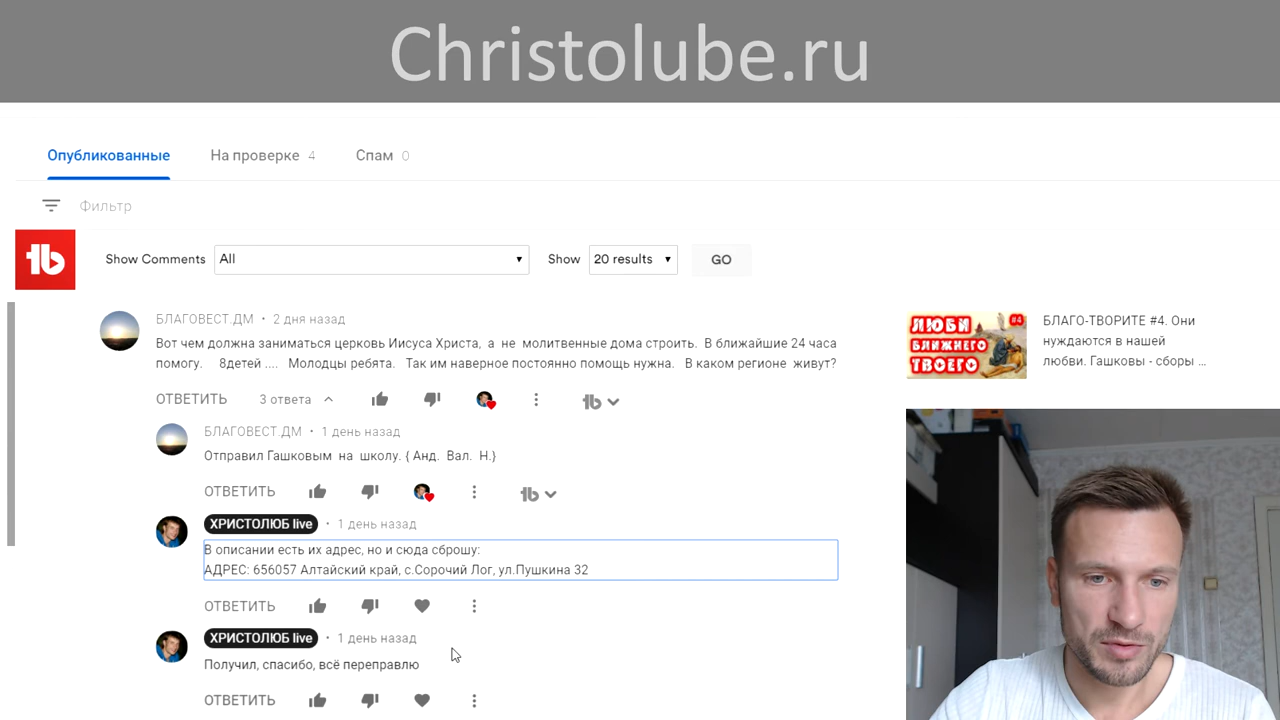 Christolube.ru
Опубликованные На проверке 4 Спам 0
Фильтр
tb Show Comments All Show 20 results GO
БЛАГОВЕСТ.ДМ • 2 дня назад
Вот чем должна заниматься церковь Иисуса Христа, а не молитвенные дома строить. В ближайшие 24 часа
помогу. 8детей .... Молодцы ребята. Так им наверное постоянно помощь нужна. В каком регионе живут?
ОТВЕТИТЬ 3 ответа tb
БЛАГОВЕСТ.ДМ • 1 день назад
Отправил Гашковым на школу. { Анд. Вал. Н.}
ОТВЕТИТЬ tb
ХРИСТОЛЮБ live • 1 день назад
В описании есть их адрес, но и сюда сброшу:
АДРЕС: 656057 Алтайский край, с.Сорочий Лог, ул.Пушкина 32
ОТВЕТИТЬ
ХРИСТОЛЮБ live • 1 день назад
Получил, спасибо, всё переправлю
ОТВЕТИТЬ
ЛЮБИ #4
БЛИЖНЕГО
ТВОЕГО
БЛАГО-ТВОРИТЕ #4. Они
нуждаются в нашей
любви. Гашковы - сборы ...